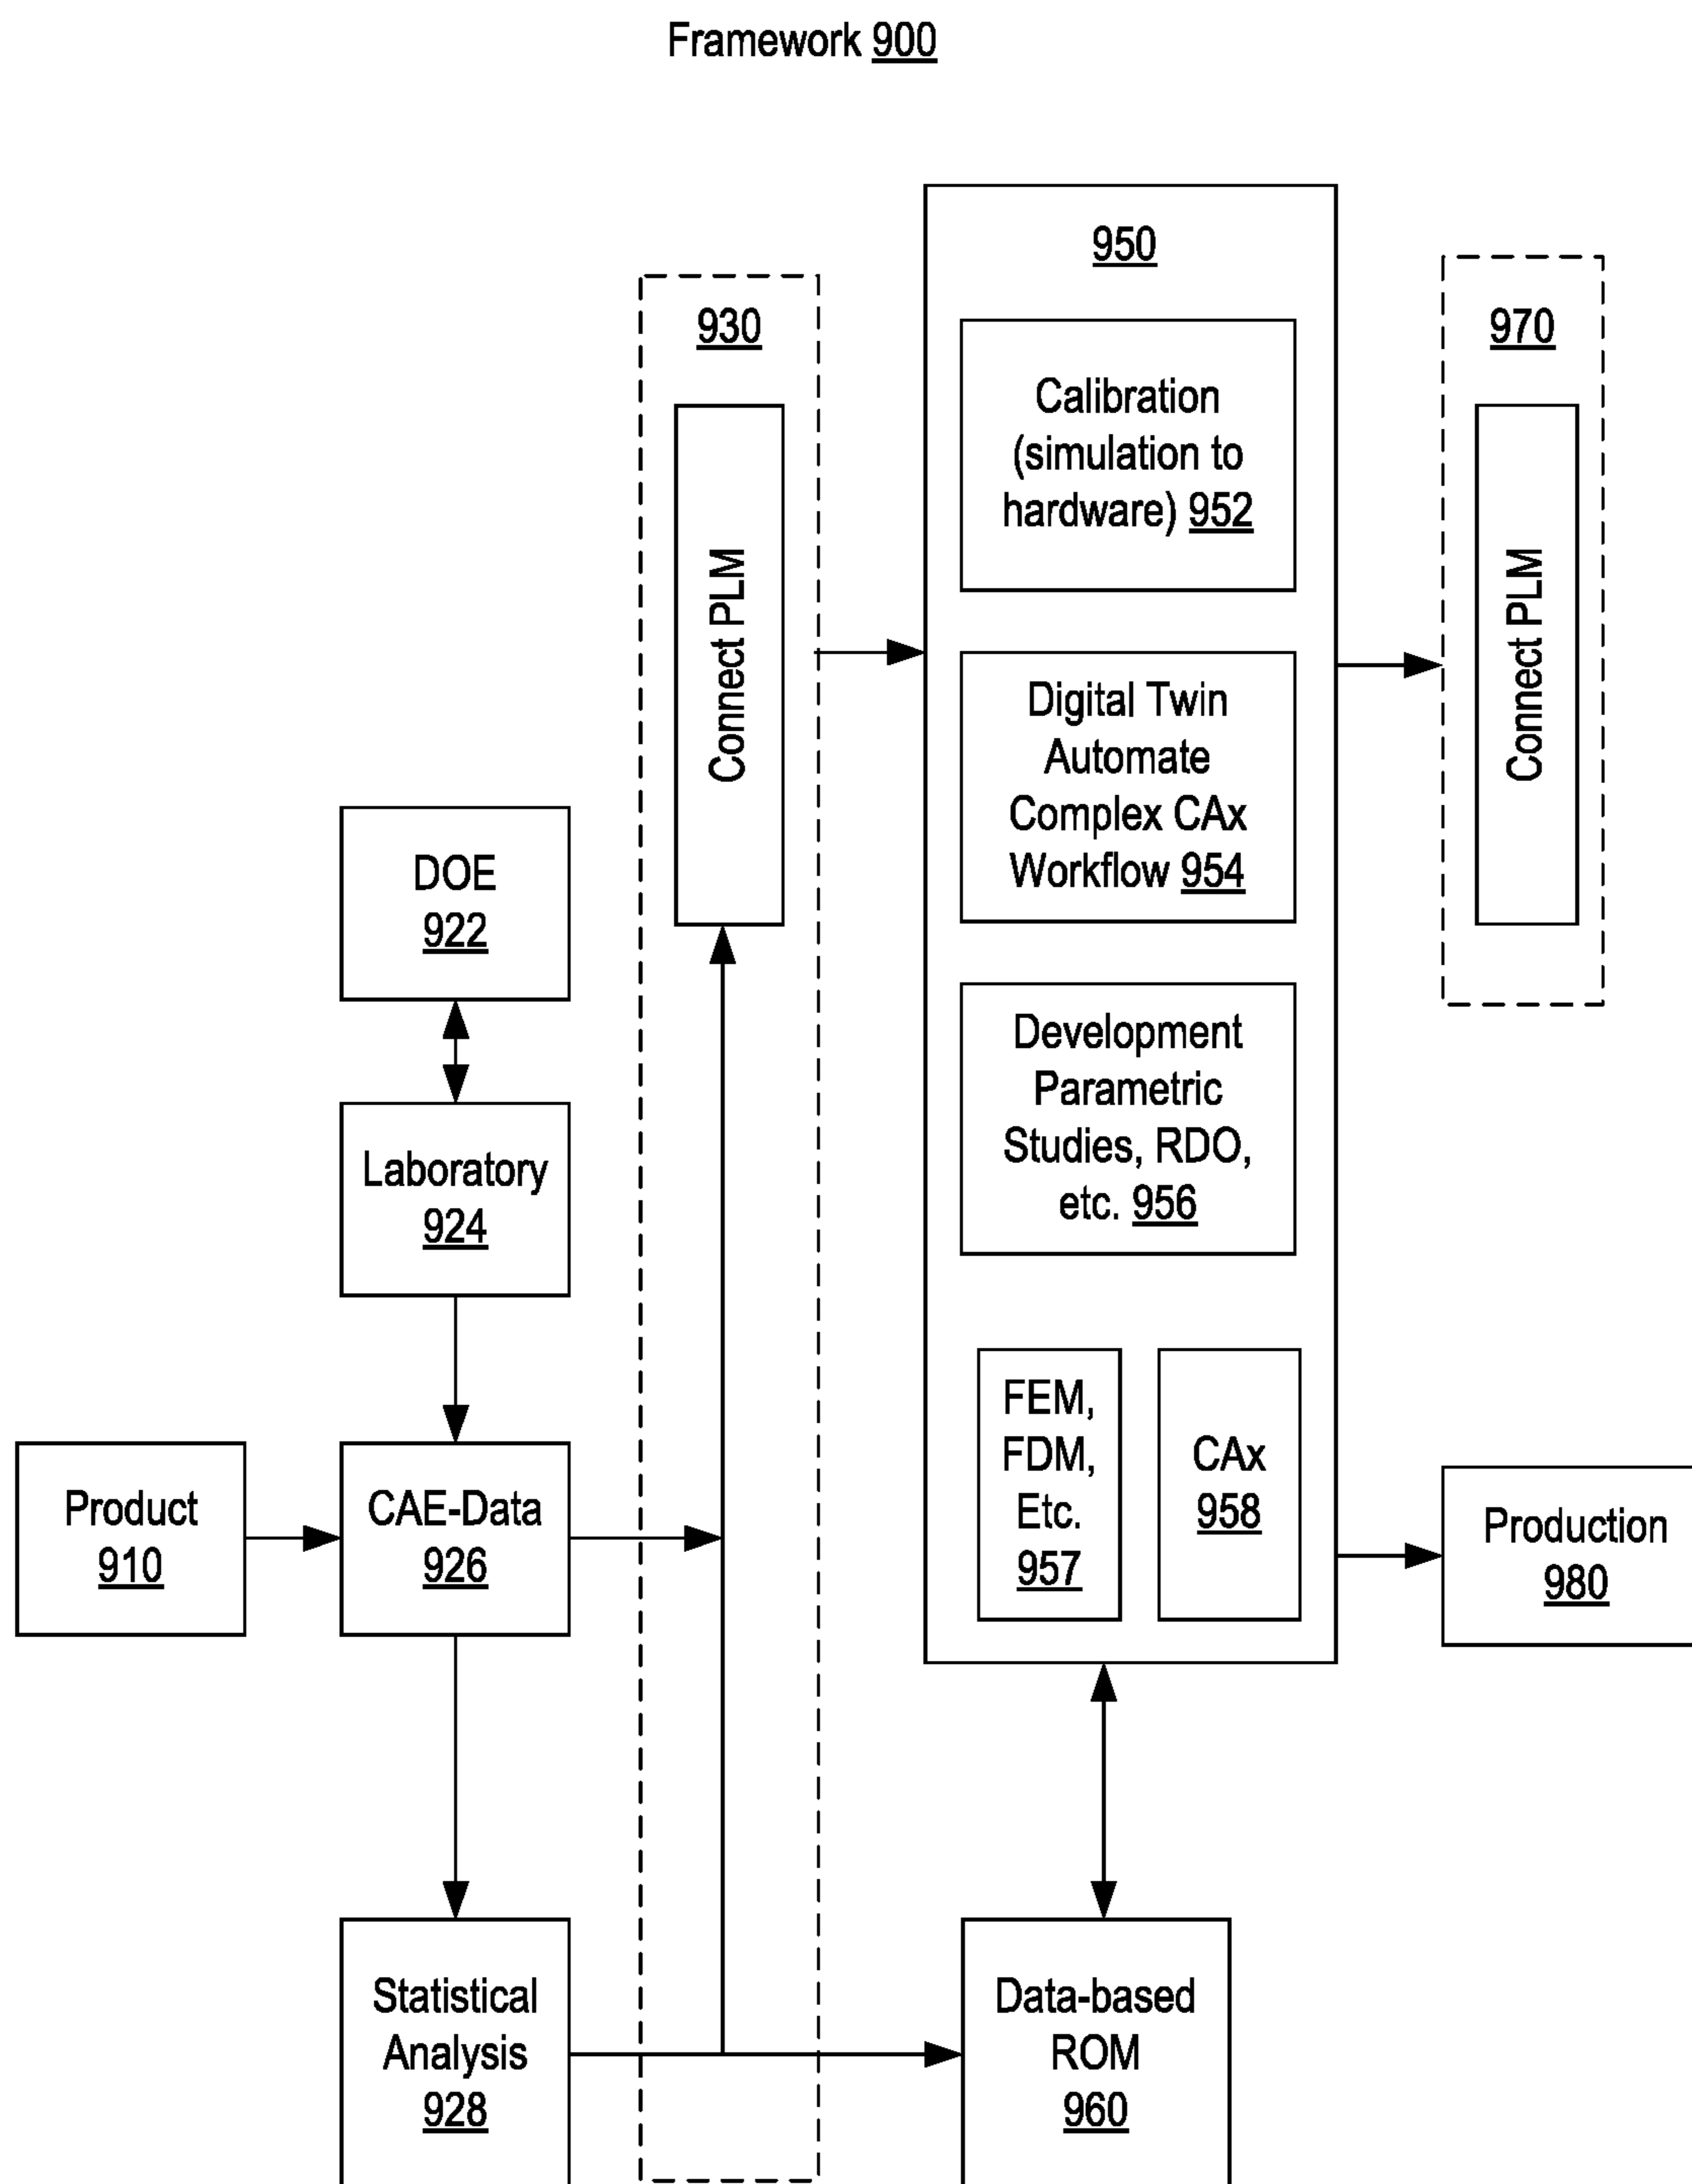 Framework 900
950
930
970
Calibration
(simulation to
hardware) 952
Connect PLM
Connect PLM
Digital Twin
Automate
Complex CAx
Workflow 954
DOE
922
Development
Parametric
Studies, RDO,
etc. 956
Laboratory
924
FEM,
FDM,
Etc.
957
CAx
958
Product
910
CAE-Data
926
Production
980
Statistical
Analysis
928
Data-based
ROM
960